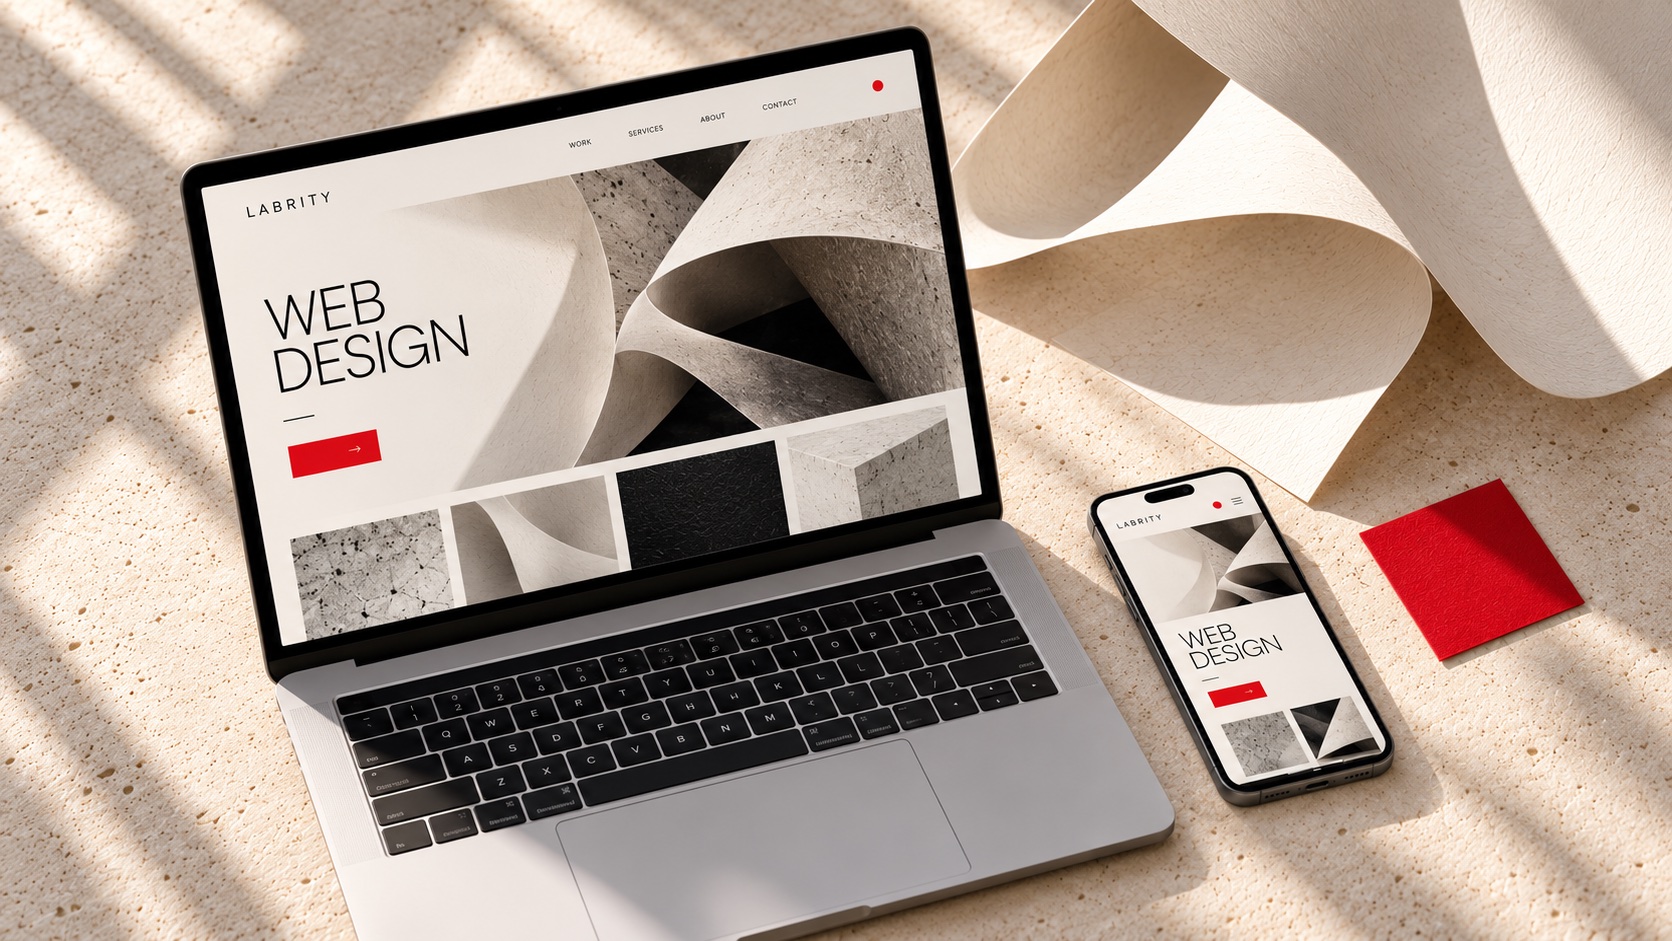 WORK
SERVICES
ABOUT
CONTACT
LABRITY
WEB
DESIGN
→
LABRITY
WEB
DESIGN
→
Q W E R T Y U I O P
A S D F G H J K L
Z X C V B N M